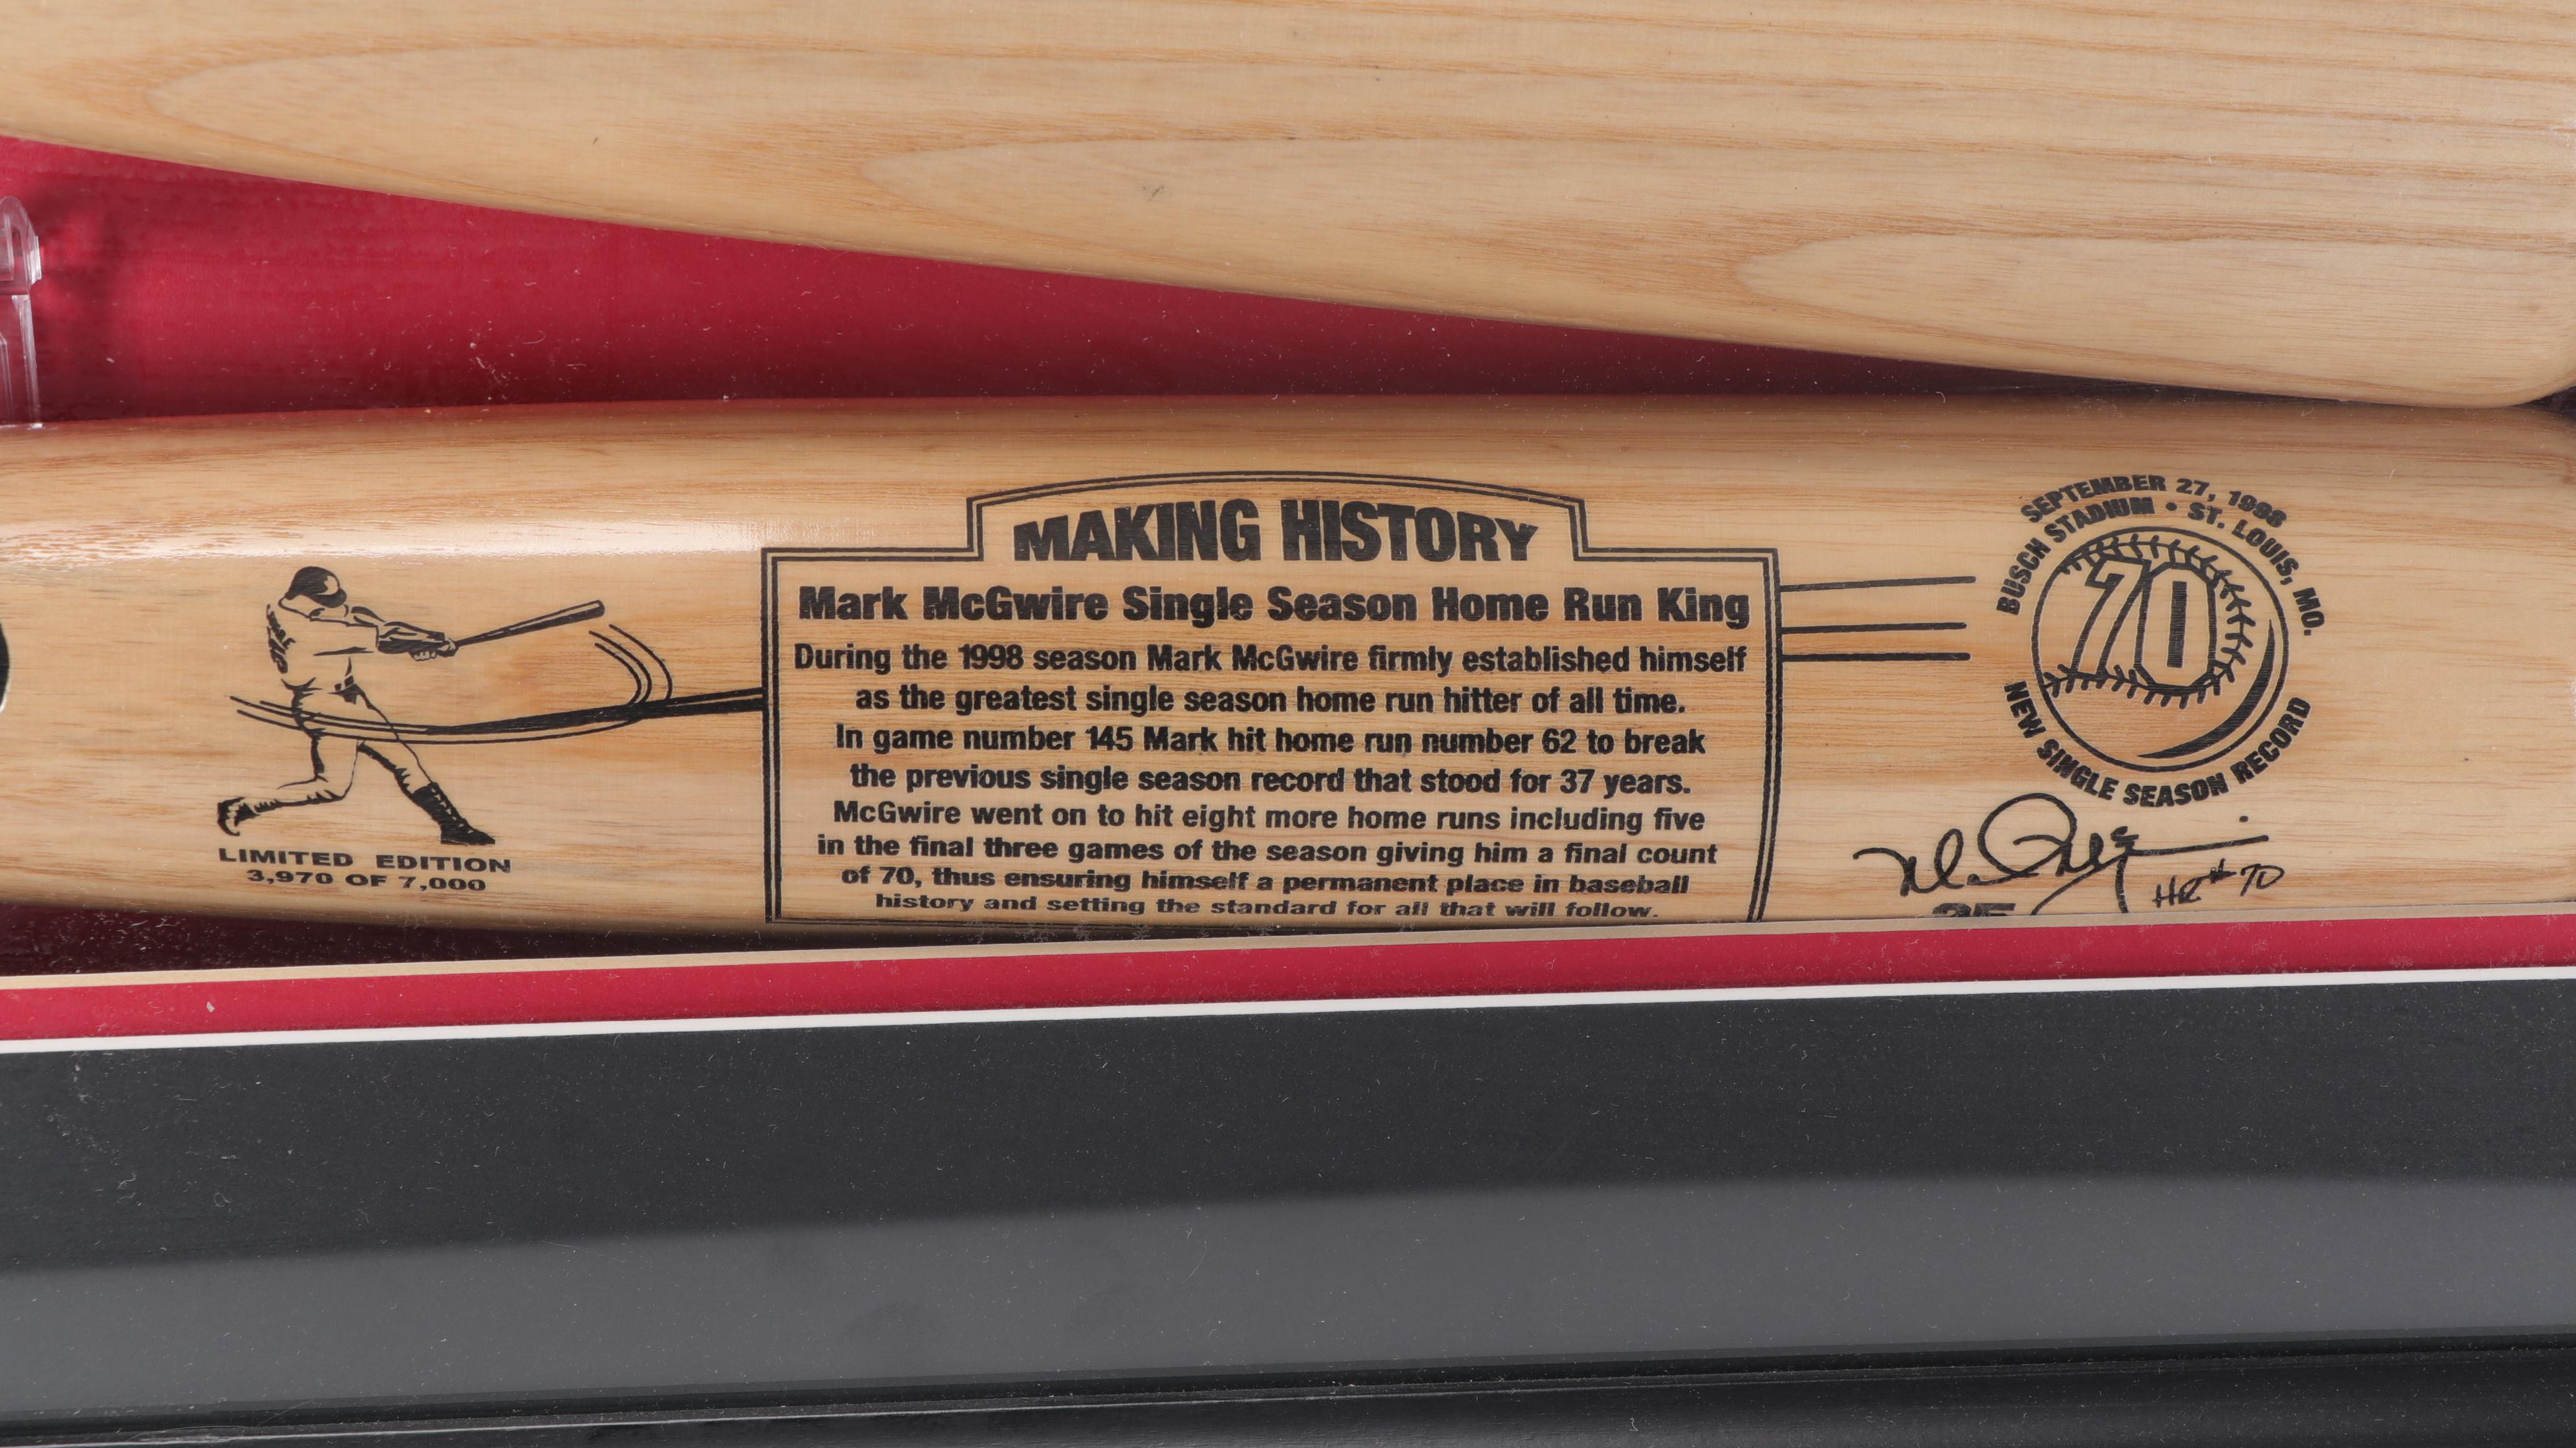 MAKING HISTORY
Mark McGwire Single Season Home Run King
During the 1998 season Mark McGwire firmly established himself
as the greatest single season home run hitter of all time.
In game number 145 Mark hit home run number 62 to break
the previous single season record that stood for 37 years.
McGwire went on to hit eight more home runs including five
in the final three games of the season giving him a final count
of 70, thus ensuring himself a permanent place in baseball
history and setting the standard for all that will follow.
LIMITED EDITION
3,970 OF 7,000
SEPTEMBER 27, 1998
BUSCH STADIUM • ST. LOUIS, MO.
70
NEW SINGLE SEASON RECORD
HR # 70